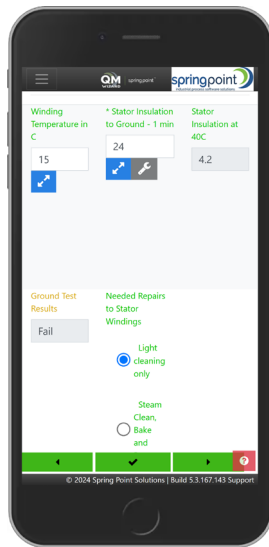 QM
springpoint
springpoint
Winding
Temperature in
C
15
* Stator Insulation
to Ground - 1 min
24
Stator
Insulation at
40C
4.2
Ground Test
Results
Fail
Needed Repairs
to Stator
Windings
Light
cleaning
only
Steam
Clean,
Bake
and
?
© 2024 Spring Point Solutions | Build 5.3.167.143 Support